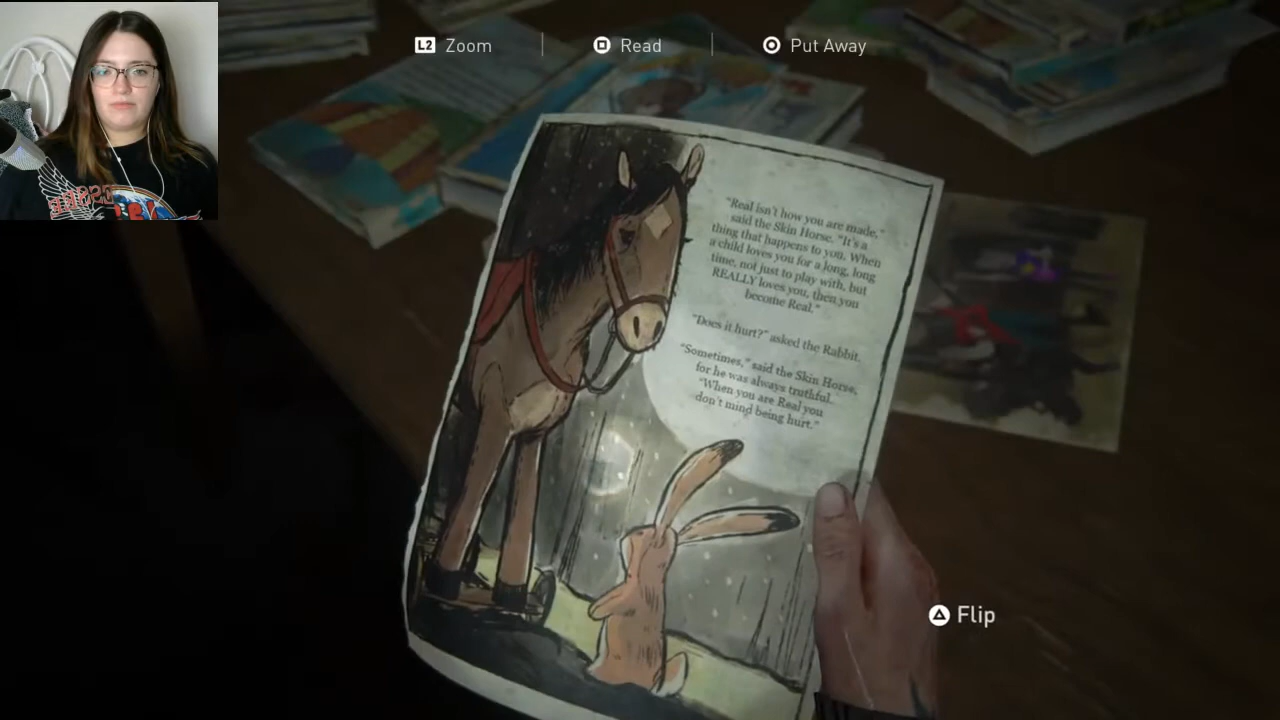 L2 Zoom | Read | Put Away
"Real isn't how you are made,"
said the Skin Horse. "It's a
thing that happens to you. When
a child loves you for a long, long
time, not just to play with, but
REALLY loves you, then you
become Real."
"Does it hurt?" asked the Rabbit.
"Sometimes," said the Skin Horse,
for he was always truthful.
"When you are Real you
don't mind being hurt."
Flip